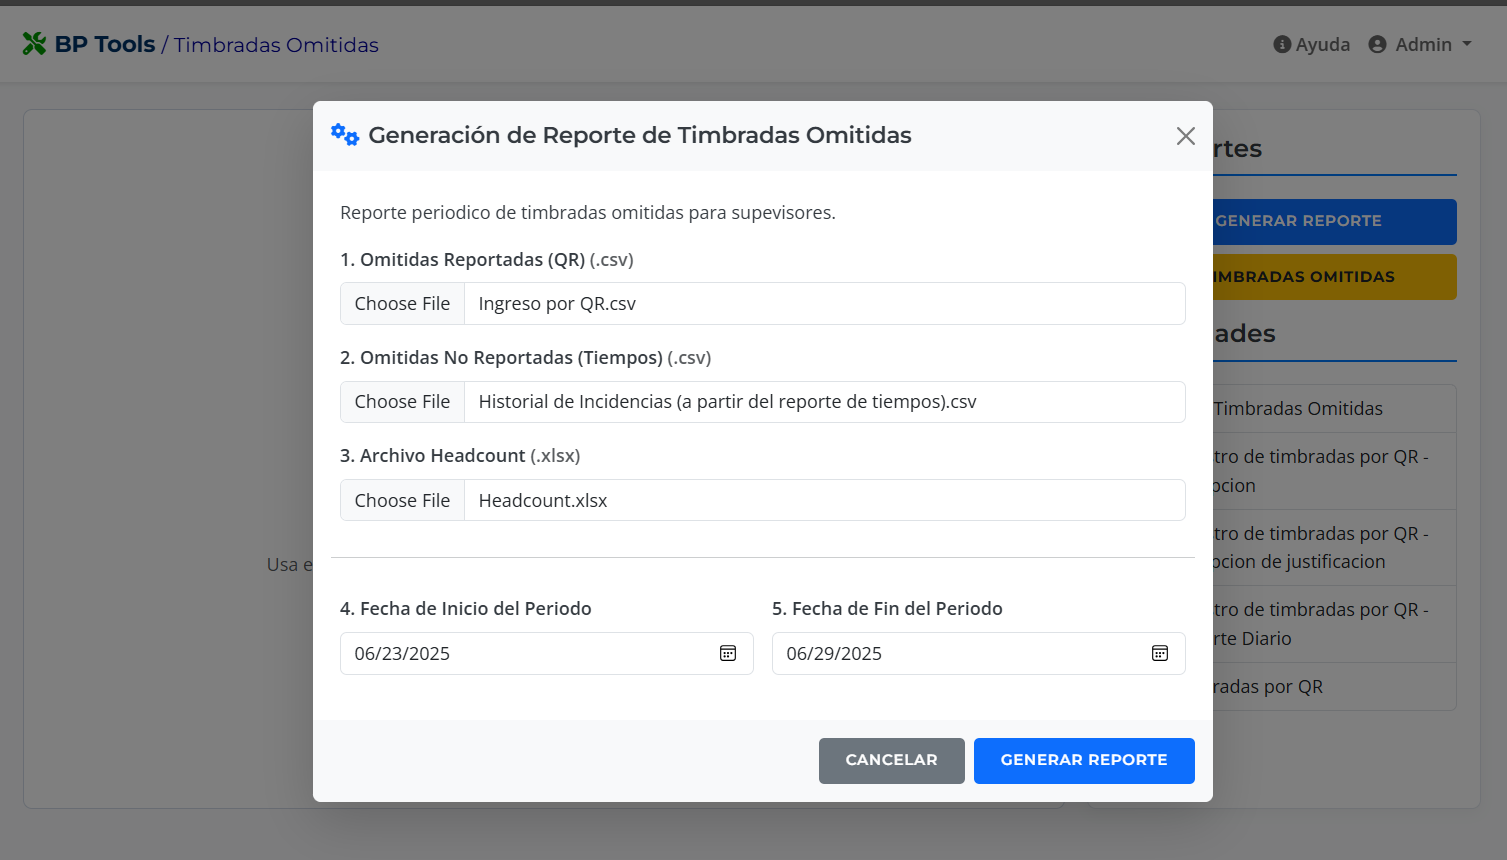 BP Tools / Timbradas Omitidas
Ayuda Admin
Generación de Reporte de Timbradas Omitidas
Reporte periodico de timbradas omitidas para supevisores.
1. Omitidas Reportadas (QR) (.csv)
Choose File Ingreso por QR.csv
2. Omitidas No Reportadas (Tiempos) (.csv)
Choose File Historial de Incidencias (a partir del reporte de tiempos).csv
3. Archivo Headcount (.xlsx)
Choose File Headcount.xlsx
4. Fecha de Inicio del Periodo
06/23/2025
5. Fecha de Fin del Periodo
06/29/2025
CANCELAR GENERAR REPORTE
Usa e
rtes
GENERAR REPORTE
IMBRADAS OMITIDAS
ades
Timbradas Omitidas
tro de timbradas por QR -
pcion
tro de timbradas por QR -
pcion de justificacion
tro de timbradas por QR -
rte Diario
radas por QR